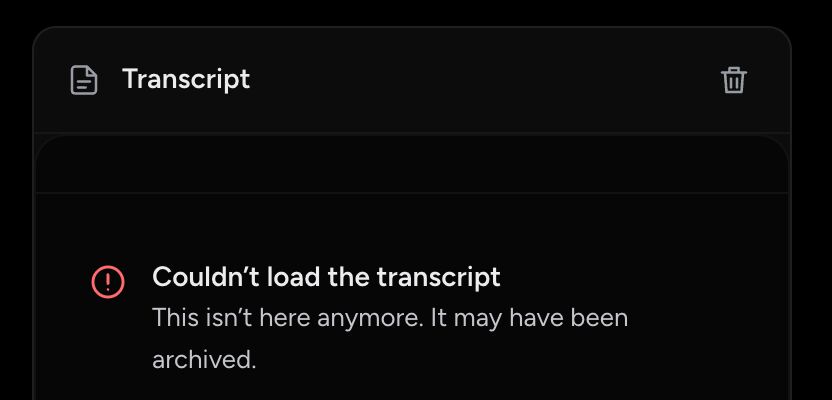 Transcript
Couldn’t load the transcript
This isn’t here anymore. It may have been
archived.